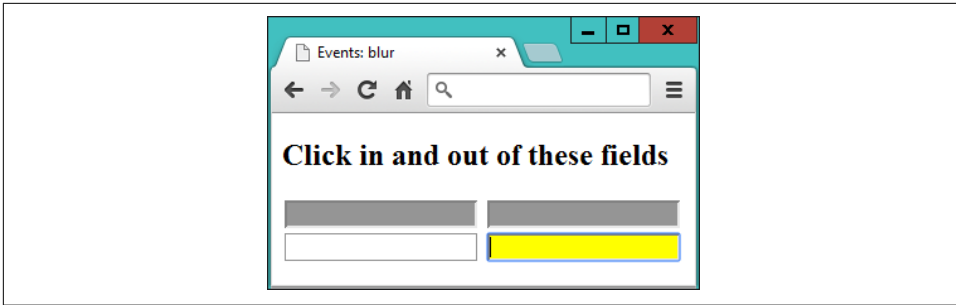 Events: blur
Click in and out of these fields